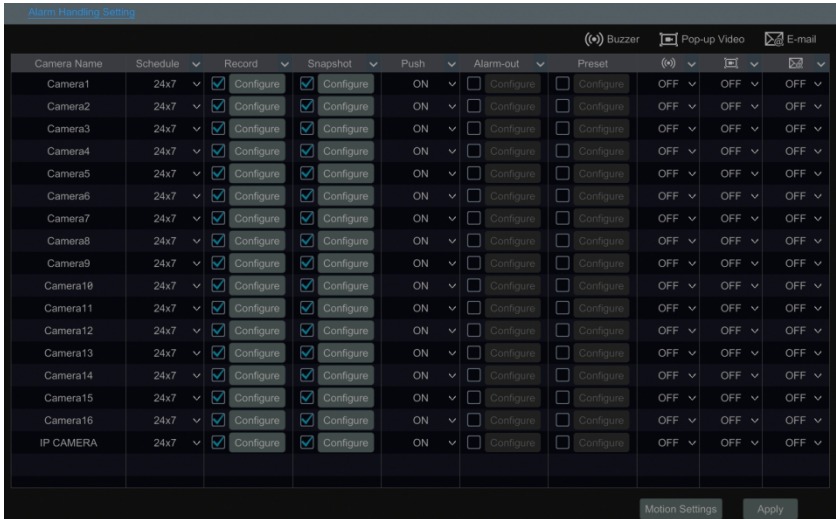 Alarm Handling Setting
Buzzer Pop-up Video E-mail
Camera Name Schedule Record Snapshot Push Alarm-out Preset
Camera1 24x7 Configure Configure ON Configure Configure OFF OFF OFF
Camera2 24x7 Configure Configure ON Configure Configure OFF OFF OFF
Camera3 24x7 Configure Configure ON Configure Configure OFF OFF OFF
Camera4 24x7 Configure Configure ON Configure Configure OFF OFF OFF
Camera5 24x7 Configure Configure ON Configure Configure OFF OFF OFF
Camera6 24x7 Configure Configure ON Configure Configure OFF OFF OFF
Camera7 24x7 Configure Configure ON Configure Configure OFF OFF OFF
Camera8 24x7 Configure Configure ON Configure Configure OFF OFF OFF
Camera9 24x7 Configure Configure ON Configure Configure OFF OFF OFF
Camera10 24x7 Configure Configure ON Configure Configure OFF OFF OFF
Camera11 24x7 Configure Configure ON Configure Configure OFF OFF OFF
Camera12 24x7 Configure Configure ON Configure Configure OFF OFF OFF
Camera13 24x7 Configure Configure ON Configure Configure OFF OFF OFF
Camera14 24x7 Configure Configure ON Configure Configure OFF OFF OFF
Camera15 24x7 Configure Configure ON Configure Configure OFF OFF OFF
Camera16 24x7 Configure Configure ON Configure Configure OFF OFF OFF
IP CAMERA 24x7 Configure Configure ON Configure Configure OFF OFF OFF
Motion Settings Apply